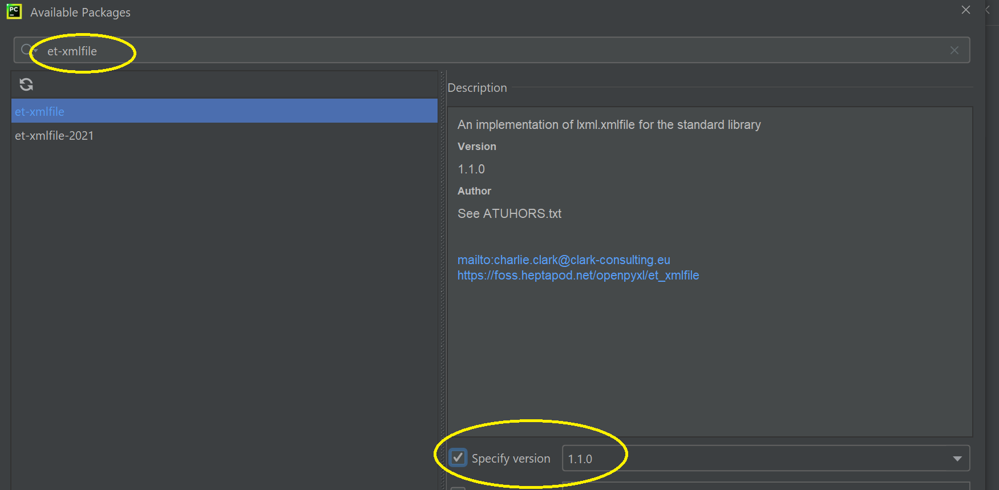 PC
Available Packages
et-xmlfile
et-xmlfile
et-xmlfile-2021
Description
An implementation of lxml.xmlfile for the standard library
Version
1.1.0
Author
See ATUHORS.txt
mailto:charlie.clark@clark-consulting.eu
https://foss.heptapod.net/openpyxl/et_xmlfile
Specify version
1.1.0